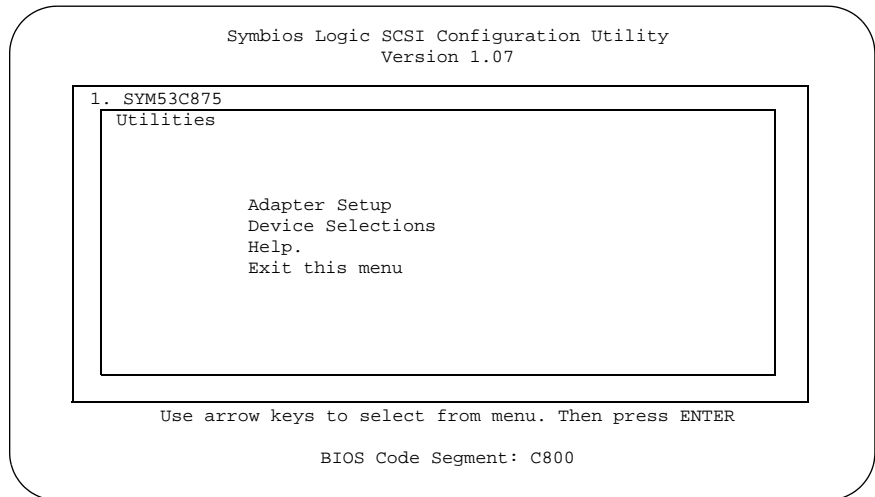 Symbios Logic SCSI Configuration Utility
Version 1.07
1. SYM53C875
Utilities
Adapter Setup
Device Selections
Help.
Exit this menu
Use arrow keys to select from menu. Then press ENTER
BIOS Code Segment: C800